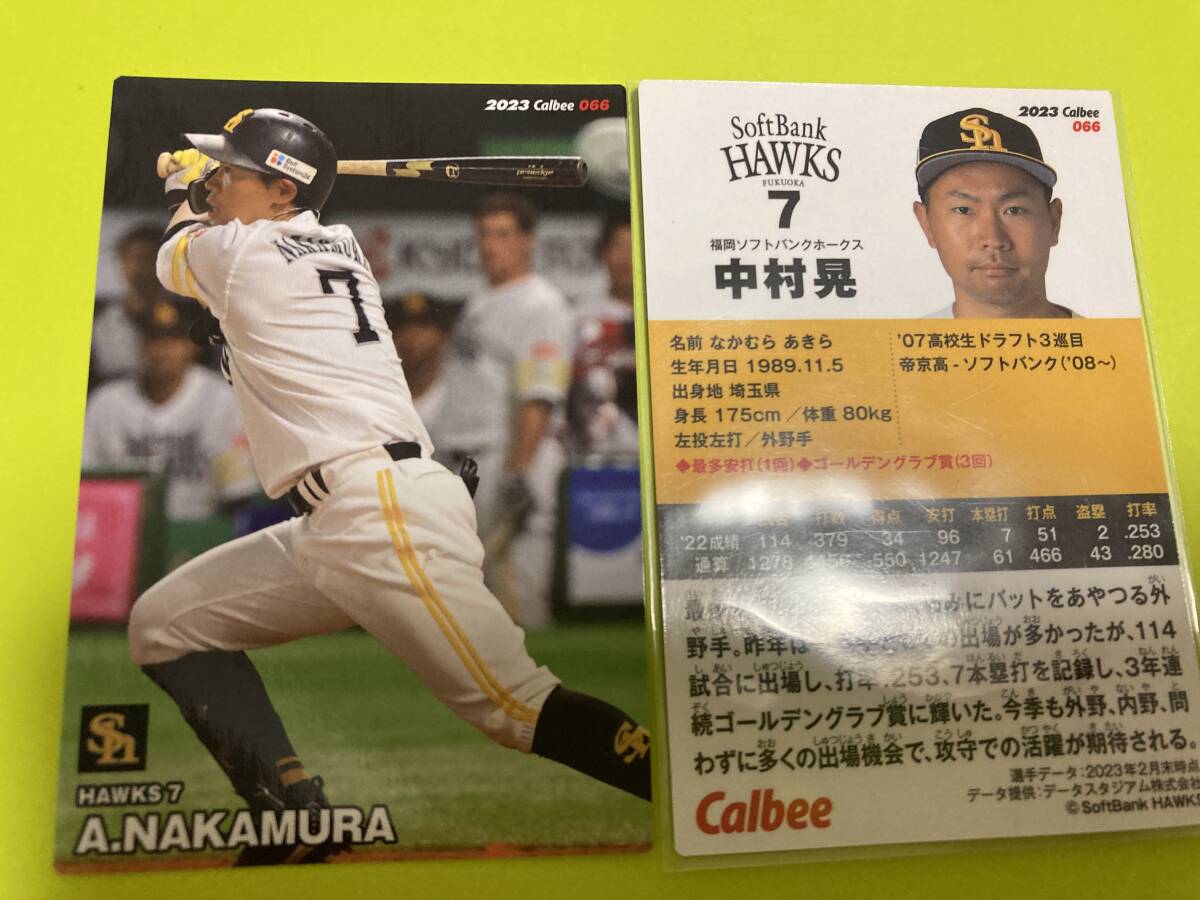 2023 Calbee 066
NAKAMURA
7
HAWKS 7
A.NAKAMURA
2023 Calbee
066
SoftBank
HAWKS
FUKUOKA
7
福岡ソフトバンクホークス
中村晃
名前 なかむら あきら
生年月日 1989.11.5
出身地 埼玉県
身長 175cm／体重 80kg
左投左打／外野手
'07高校生ドラフト3巡目
帝京高-ソフトバンク('08〜)
◆最多安打(1回)◆ゴールデングラブ賞(3回)
試合 打数 得点 安打 本塁打 打点 盗塁 打率
'22成績 114 379 34 96 7 51 2 .253
通算 1278 550 1247 61 466 43 .280
みにバットをあやつる外
野手。昨年は の出場が多かったが、114
試合に出場し、打率.253、7本塁打を記録し、3年連
続ゴールデングラブ賞に輝いた。今季も外野、内野、問
わずに多くの出場機会で、攻守での活躍が期待される。
選手データ:2023年2月末時点
データ提供:データスタジアム株式会社
© SoftBank HAWKS
Calbee